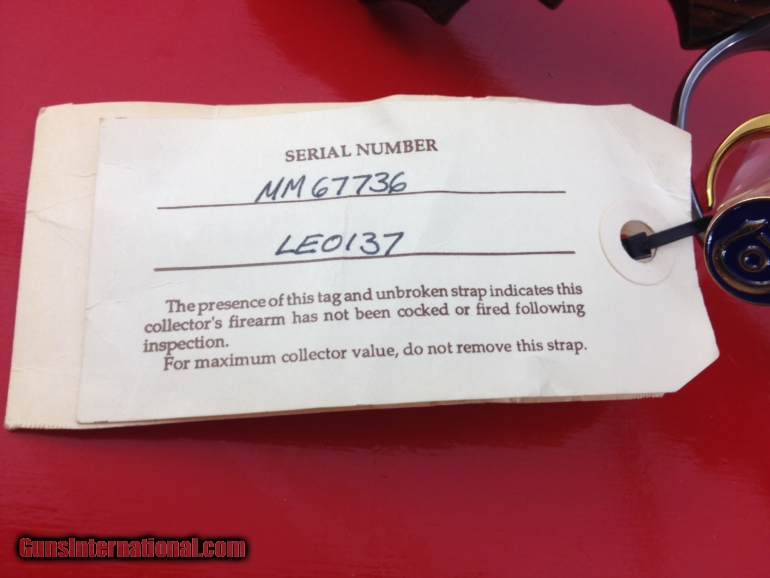 SERIAL NUMBER
MM67736
LE0137
The presence of this tag and unbroken strap indicates this
collector's firearm has not been cocked or fired following
inspection.
For maximum collector value, do not remove this strap.
GunsInternational.com